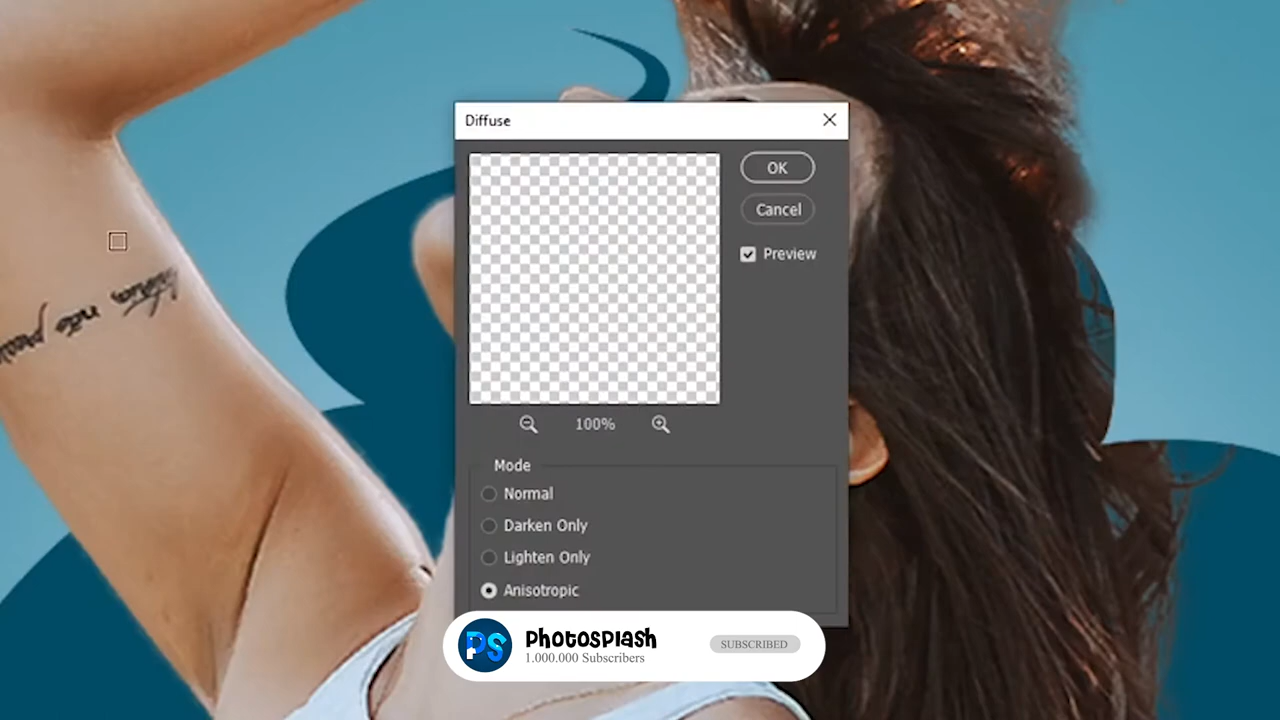 Diffuse
OK
Cancel
Preview
100%
Mode
Normal
Darken Only
Lighten Only
Anisotropic
PS
PhotoSplash
1.000.000 Subscribers
SUBSCRIBED
não